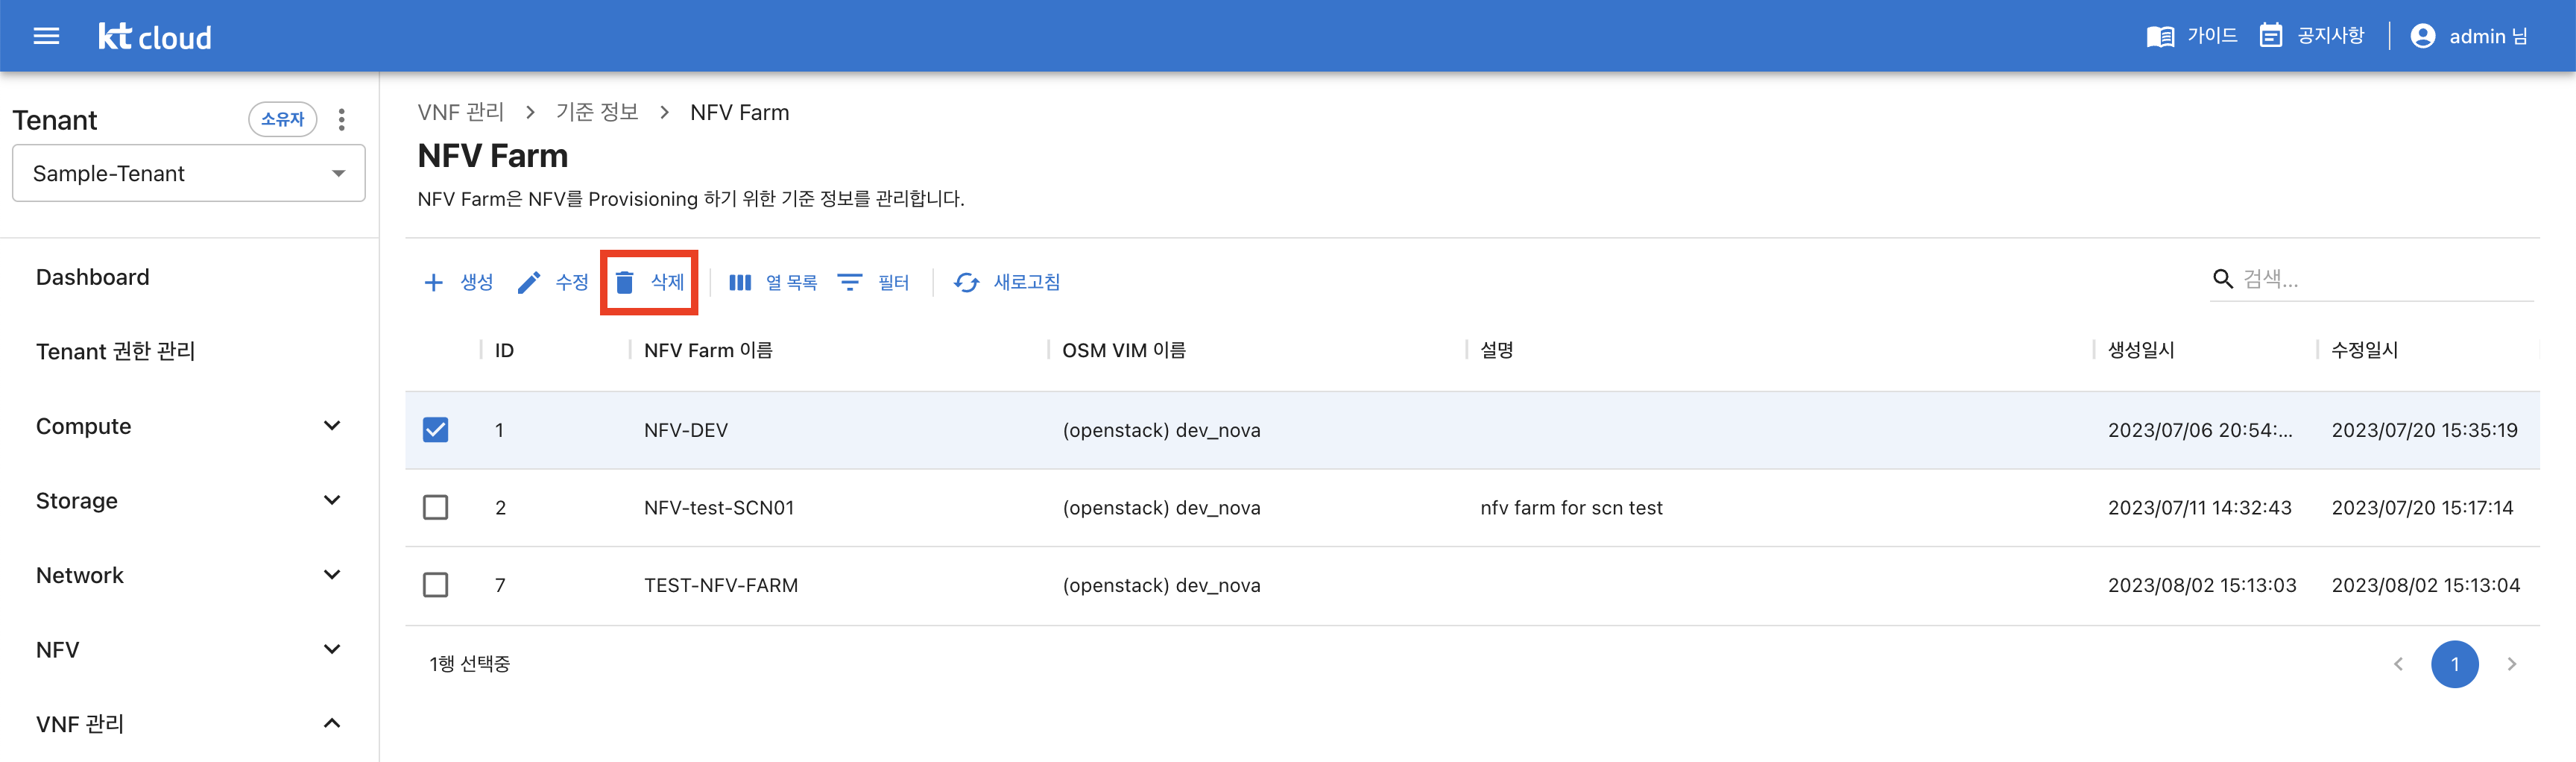 kt cloud
가이드
공지사항
admin 님
Tenant
소유자
Sample-Tenant
Dashboard
Tenant 권한 관리
Compute
Storage
Network
NFV
VNF 관리
VNF 관리 > 기준 정보 > NFV Farm
NFV Farm
NFV Farm은 NFV를 Provisioning 하기 위한 기준 정보를 관리합니다.
생성 수정 삭제 열 목록 필터 새로고침
검색...
ID NFV Farm 이름 OSM VIM 이름 설명 생성일시 수정일시
1 NFV-DEV (openstack) dev_nova 2023/07/06 20:54:... 2023/07/20 15:35:19
2 NFV-test-SCN01 (openstack) dev_nova nfv farm for scn test 2023/07/11 14:32:43 2023/07/20 15:17:14
7 TEST-NFV-FARM (openstack) dev_nova 2023/08/02 15:13:03 2023/08/02 15:13:04
1행 선택중
1